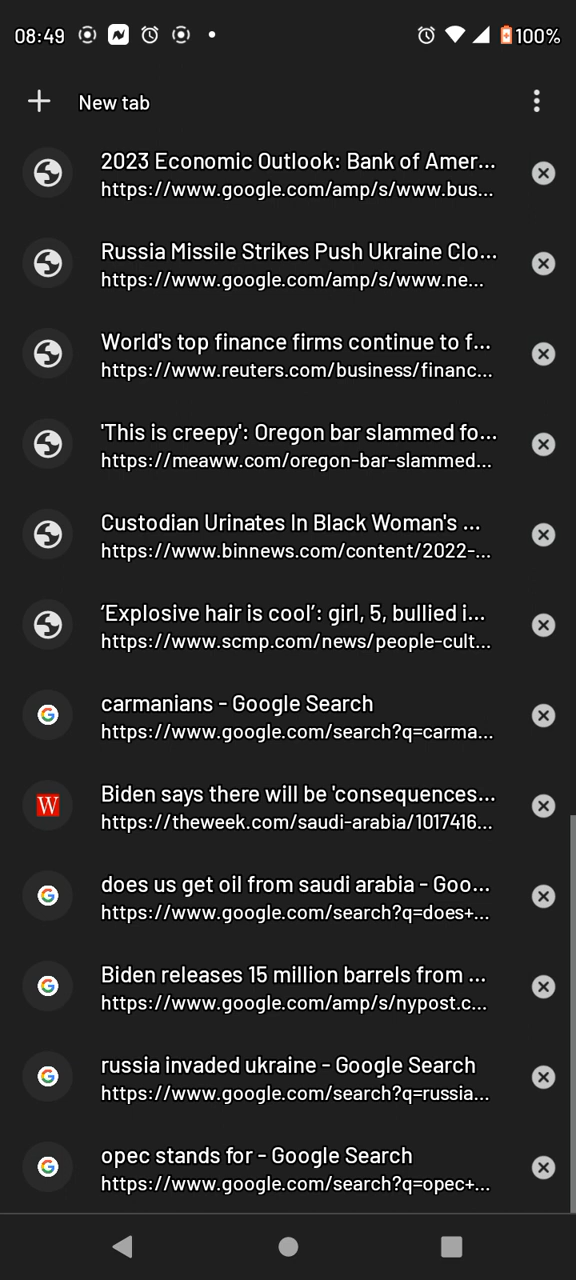 08:49
100%
New tab
2023 Economic Outlook: Bank of Amer...
https://www.google.com/amp/s/www.bus...
Russia Missile Strikes Push Ukraine Clo...
https://www.google.com/amp/s/www.ne...
World's top finance firms continue to f...
https://www.reuters.com/business/financ...
'This is creepy': Oregon bar slammed fo...
https://meaww.com/oregon-bar-slammed...
Custodian Urinates In Black Woman's ...
https://www.binnews.com/content/2022-...
‘Explosive hair is cool’: girl, 5, bullied i...
https://www.scmp.com/news/people-cult...
carmanians - Google Search
https://www.google.com/search?q=carma...
W
Biden says there will be 'consequences...
https://theweek.com/saudi-arabia/1017416...
does us get oil from saudi arabia - Goo...
https://www.google.com/search?q=does+...
Biden releases 15 million barrels from ...
https://www.google.com/amp/s/nypost.c...
russia invaded ukraine - Google Search
https://www.google.com/search?q=russia...
opec stands for - Google Search
https://www.google.com/search?q=opec+...